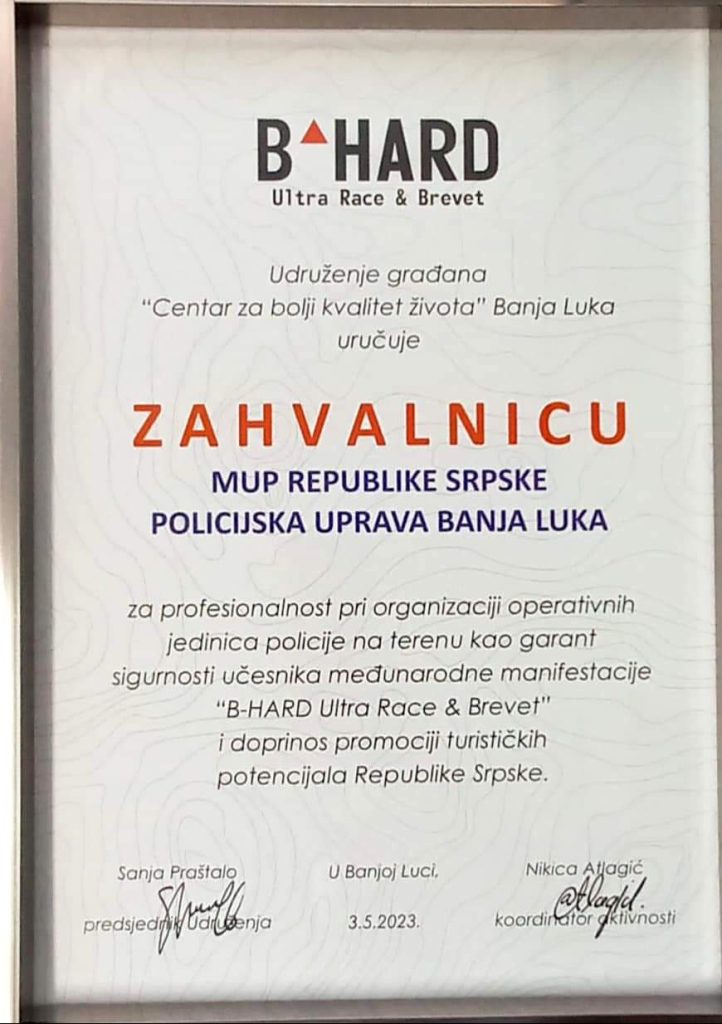 B HARD
Ultra Race & Brevet
Udruženje građana
“Centar za bolji kvalitet života” Banja Luka
uručuje
ZAHVALNICU
MUP REPUBLIKE SRPSKE
POLICIJSKA UPRAVA BANJA LUKA
za profesionalnost pri organizaciji operativnih
jedinica policije na terenu kao garant
sigurnosti učesnika međunarodne manifestacije
“B-HARD Ultra Race & Brevet”
i doprinos promociji turističkih
potencijala Republike Srpske.
Sanja Praštalo U Banjoj Luci, Nikica Atlagić
predsjednik Udruženja 3.5.2023. koordinator aktivnosti